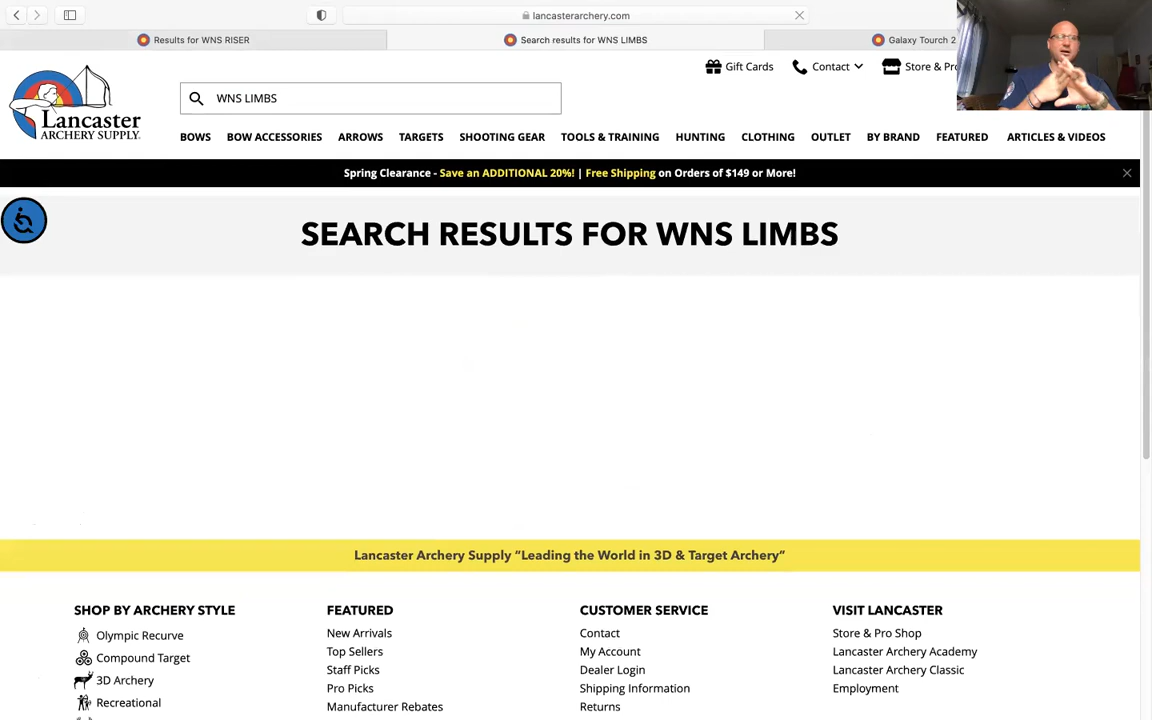 lancasterarchery.com
Results for WNS RISER
Search results for WNS LIMBS
Galaxy Tourch 2
Gift Cards
Contact
Store & Pro
Lancaster
ARCHERY SUPPLY
WNS LIMBS
BOWS
BOW ACCESSORIES
ARROWS
TARGETS
SHOOTING GEAR
TOOLS & TRAINING
HUNTING
CLOTHING
OUTLET
BY BRAND
FEATURED
ARTICLES & VIDEOS
Spring Clearance - Save an ADDITIONAL 20%! | Free Shipping on Orders of $149 or More!
SEARCH RESULTS FOR WNS LIMBS
Lancaster Archery Supply “Leading the World in 3D & Target Archery”
SHOP BY ARCHERY STYLE
Olympic Recurve
Compound Target
3D Archery
Recreational
FEATURED
New Arrivals
Top Sellers
Staff Picks
Pro Picks
Manufacturer Rebates
CUSTOMER SERVICE
Contact
My Account
Dealer Login
Shipping Information
Returns
VISIT LANCASTER
Store & Pro Shop
Lancaster Archery Academy
Lancaster Archery Classic
Employment